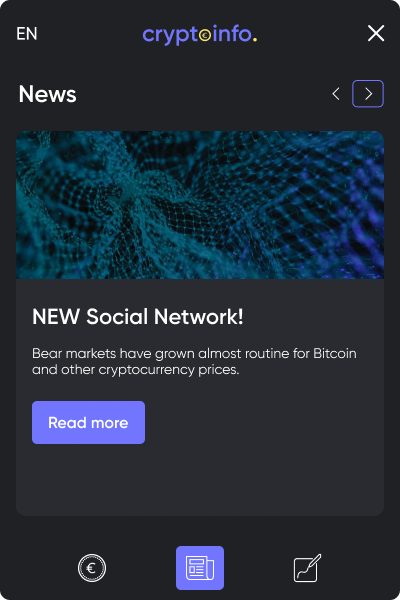 EN
cryptoinfo.
News
NEW Social Network!
Bear markets have grown almost routine for Bitcoin
and other cryptocurrency prices.
Read more
€